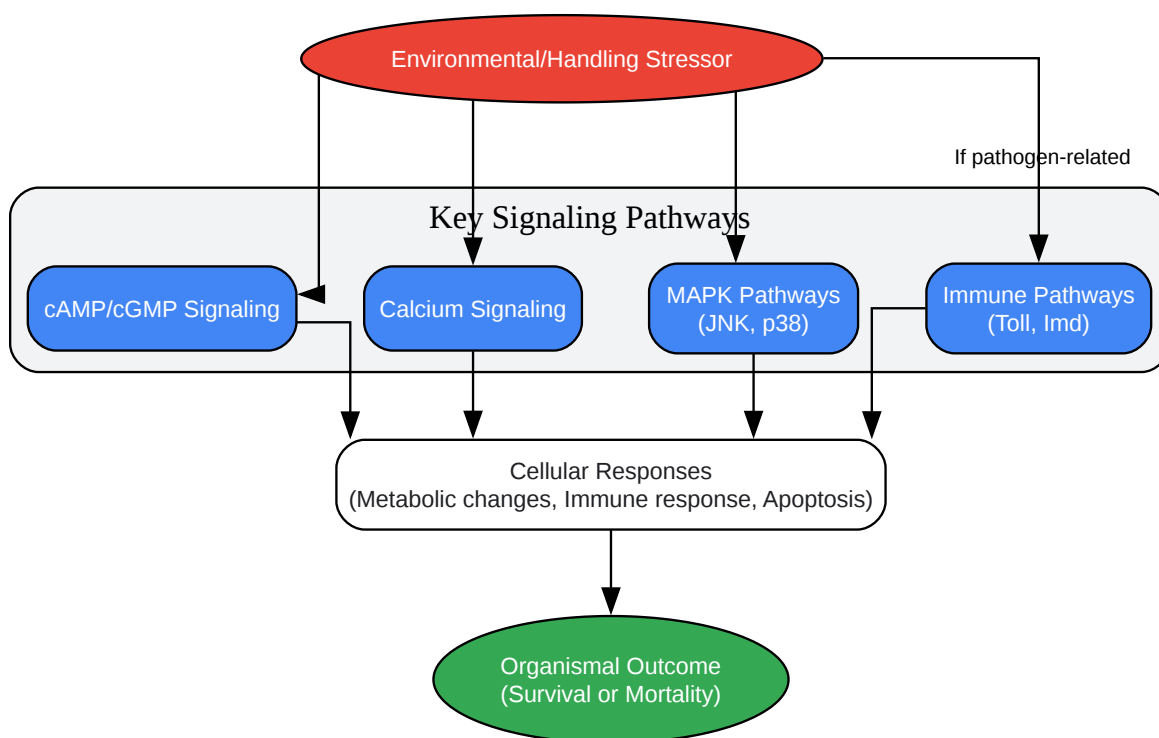 Environmental/Handling Stressor
If pathogen-related
Key Signaling Pathways
cAMP/cGMP Signaling
Calcium Signaling
MAPK Pathways
(JNK, p38)
Immune Pathways
(Toll, Imd)
Cellular Responses
(Metabolic changes, Immune response, Apoptosis)
Organismal Outcome
(Survival or Mortality)